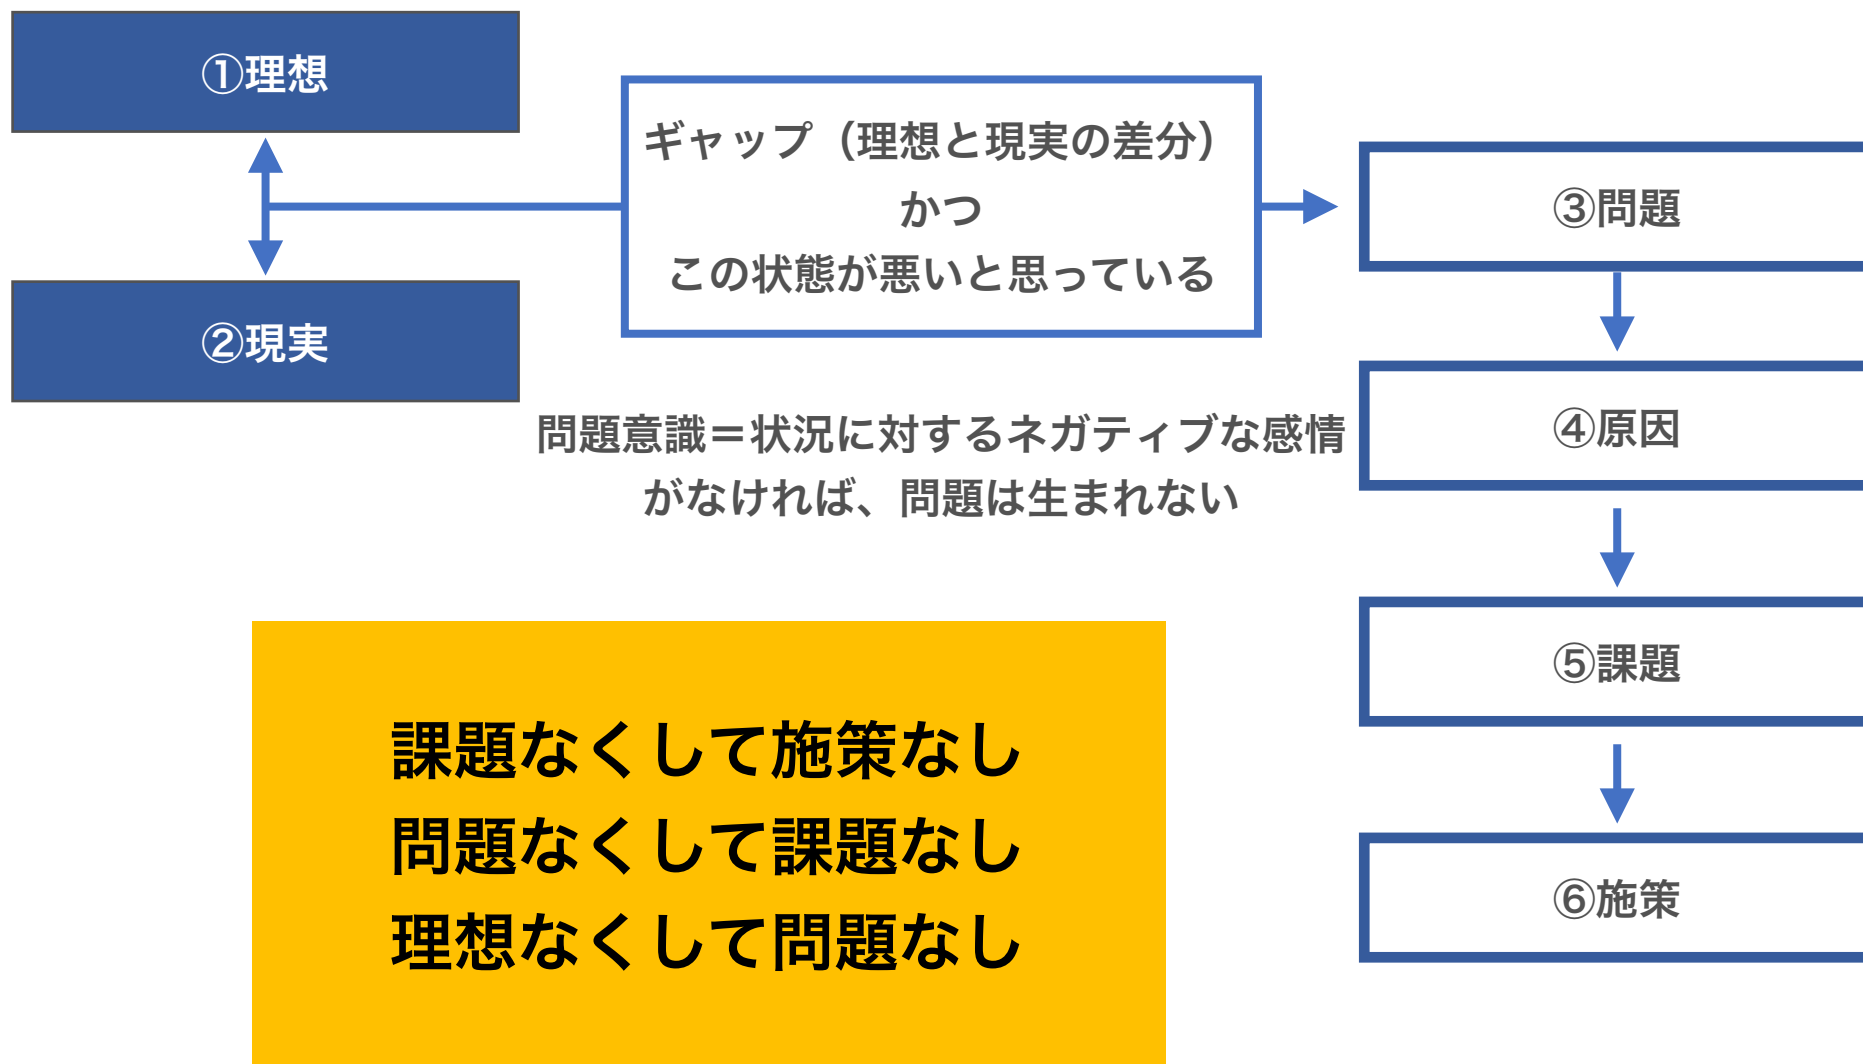 ①理想
②現実
ギャップ（理想と現実の差分）
かつ
この状態が悪いと思っている
問題意識＝状況に対するネガティブな感情
がなければ、問題は生まれない
③問題
④原因
⑤課題
⑥施策
課題なくして施策なし
問題なくして課題なし
理想なくして問題なし